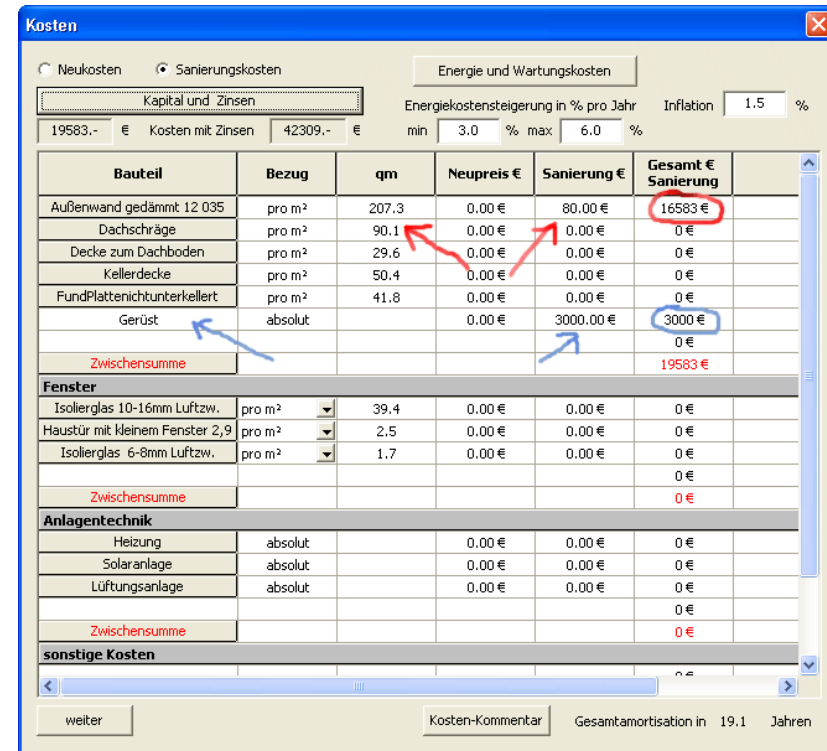 Kosten
Neukosten Sanierungskosten Energie und Wartungskosten
Kapital und Zinsen Energiekostensteigerung in % pro Jahr Inflation 1.5 %
19583.- € Kosten mit Zinsen 42309.- € min 3.0 % max 6.0 %
Bauteil Bezug qm Neupreis € Sanierung € Gesamt € Sanierung
Außenwand gedämmt 12 035 pro m² 207.3 0.00 € 80.00 € 16583 €
Dachschräge pro m² 90.1 0.00 € 0.00 € 0 €
Decke zum Dachboden pro m² 29.6 0.00 € 0.00 € 0 €
Kellerdecke pro m² 50.4 0.00 € 0.00 € 0 €
FundPlattenichtunterkellert pro m² 41.8 0.00 € 0.00 € 0 €
Gerüst absolut 0.00 € 3000.00 € 3000 €
0 €
Zwischensumme 19583 €
Fenster
Isolierglas 10-16mm Luftzw. pro m² 39.4 0.00 € 0.00 € 0 €
Haustür mit kleinem Fenster 2,9 pro m² 2.5 0.00 € 0.00 € 0 €
Isolierglas 6-8mm Luftzw. pro m² 1.7 0.00 € 0.00 € 0 €
0 €
Zwischensumme 0 €
Anlagentechnik
Heizung absolut 0.00 € 0.00 € 0 €
Solaranlage absolut 0.00 € 0.00 € 0 €
Lüftungsanlage absolut 0.00 € 0.00 € 0 €
0 €
Zwischensumme 0 €
sonstige Kosten
weiter Kosten-Kommentar Gesamtamortisation in 19.1 Jahren